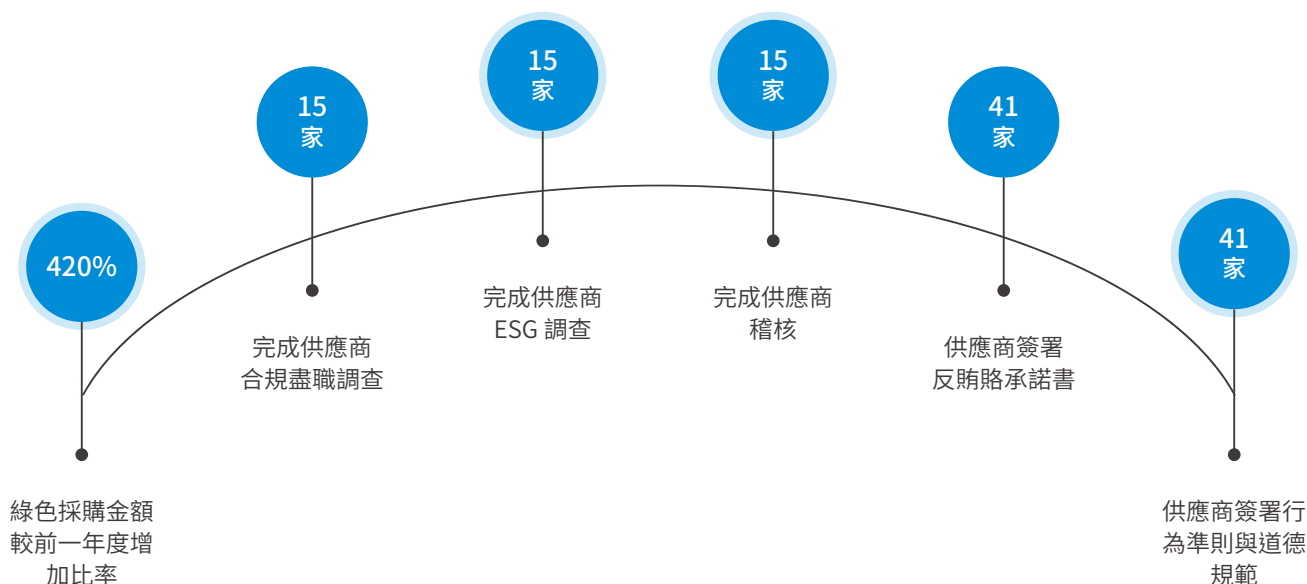 420%
綠色採購金額
較前一年度增
加比率
15
家
完成供應商
合規盡職調查
15
家
完成供應商
ESG 調查
15
家
完成供應商
稽核
41
家
供應商簽署
反賄賂承諾書
41
家
供應商簽署行
為準則與道德
規範